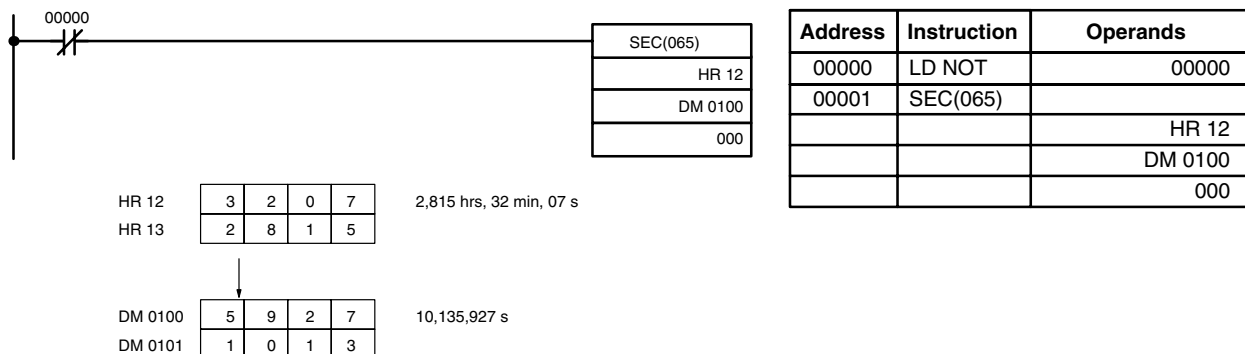 00000
SEC(065)
HR 12
DM 0100
000
Address Instruction Operands
00000 LD NOT 00000
00001 SEC(065)
HR 12
DM 0100
000
HR 12 3 2 0 7 2,815 hrs, 32 min, 07 s
HR 13 2 8 1 5
DM 0100 5 9 2 7 10,135,927 s
DM 0101 1 0 1 3